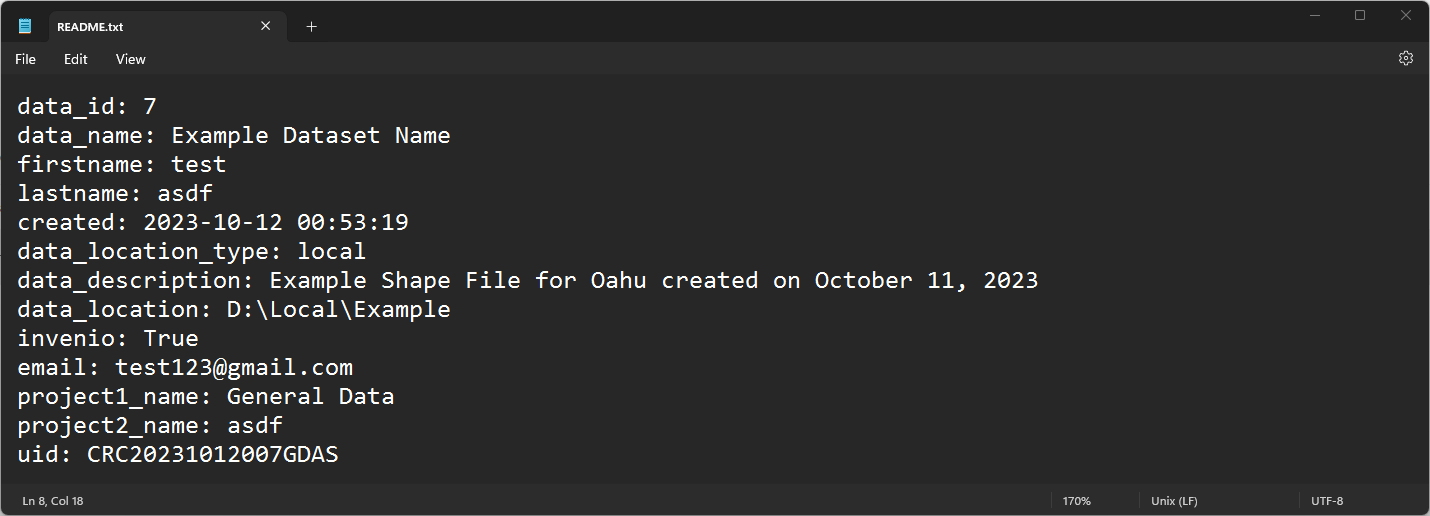 README.txt
File Edit View
data_id: 7
data_name: Example Dataset Name
firstname: test
lastname: asdf
created: 2023-10-12 00:53:19
data_location_type: local
data_description: Example Shape File for Oahu created on October 11, 2023
data_location: D:\Local\Example
invenio: True
email: test123@gmail.com
project1_name: General Data
project2_name: asdf
uid: CRC20231012007GDAS
Ln 8, Col 18 170% Unix (LF) UTF-8